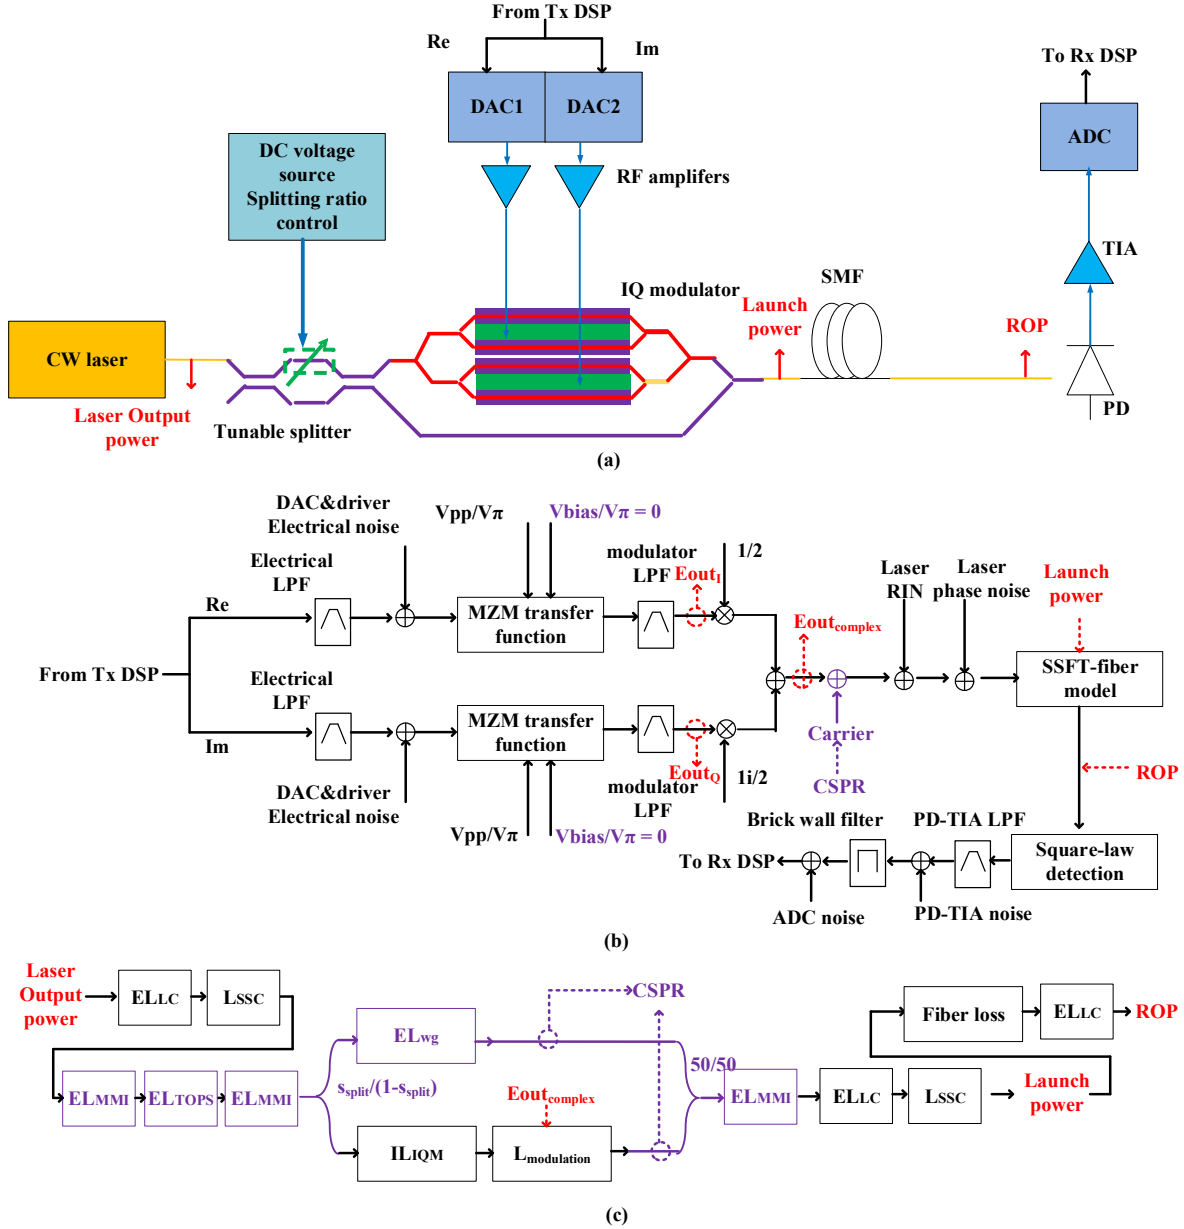 From Tx DSP
Re
Im
To Rx DSP
DAC1
DAC2
ADC
DC voltage
source
Splitting ratio
control
RF amplifers
TIA
IQ modulator
SMF
Launch
power
ROP
CW laser
Laser Output
power
Tunable splitter
PD
(a)
DAC&driver
Electrical noise
Vpp/Vπ
Vbias/Vπ = 0
modulator
LPF
1/2
Electrical
LPF
Eout_I
Laser
RIN
Laser
phase noise
Launch
power
Re
MZM transfer
function
Eout_complex
From Tx DSP
SSFT-fiber
model
Electrical
LPF
Im
MZM transfer
function
Carrier
Eout_Q
CSPR
ROP
modulator
LPF
1i/2
DAC&driver
Electrical noise
Vpp/Vπ
Vbias/Vπ = 0
Brick wall filter
PD-TIA LPF
To Rx DSP
Square-law
detection
ADC noise
PD-TIA noise
(b)
Laser
Output
power
EL_LC
L_SSC
CSPR
Fiber loss
EL_LC
ROP
EL_wg
50/50
EL_MMI
EL_TOPS
EL_MMI
s_split/(1-s_split)
EL_MMI
EL_LC
L_SSC
Launch
power
Eout_complex
IL_IQM
L_modulation
(c)